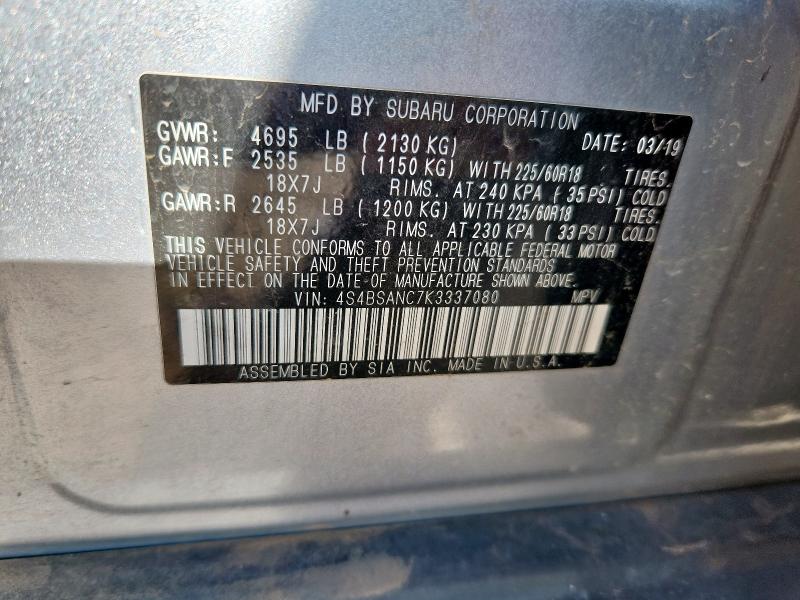 MFD BY SUBARU CORPORATION
GVWR: 4695 LB ( 2130 KG) DATE: 03/19
GAWR:F 2535 LB ( 1150 KG) WITH 225/60R18 TIRES.
18X7J RIMS. AT 240 KPA ( 35 PSI) COLD
GAWR:R 2645 LB ( 1200 KG) WITH 225/60R18 TIRES.
18X7J RIMS. AT 230 KPA ( 33 PSI) COLD
THIS VEHICLE CONFORMS TO ALL APPLICABLE FEDERAL MOTOR
VEHICLE SAFETY AND THEFT PREVENTION STANDARDS
IN EFFECT ON THE DATE OF MANUFACTURE SHOWN ABOVE.
VIN: 4S4BSANC7K3337080 MPV
ASSEMBLED BY SIA INC. MADE IN U.S.A.